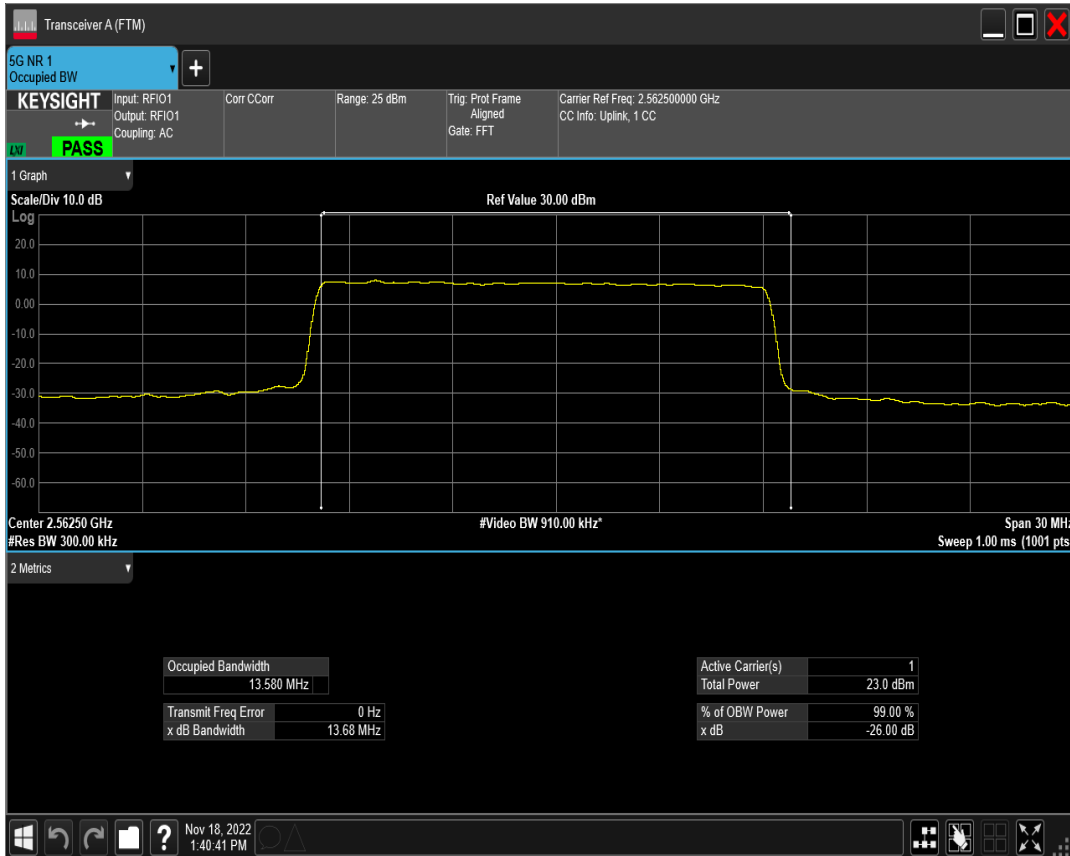 Transceiver A (FTM)
5G NR 1
Occupied BW
+
KEYSIGHT
LXI
PASS
Input: RFIO1
Output: RFIO1
Coupling: AC
Corr CCorr
Range: 25 dBm
Trig: Prot Frame
Aligned
Gate: FFT
Carrier Ref Freq: 2.562500000 GHz
CC Info: Uplink, 1 CC
1 Graph
Scale/Div 10.0 dB
Ref Value 30.00 dBm
Log
20.0
10.0
0.00
-10.0
-20.0
-30.0
-40.0
-50.0
-60.0
Center 2.56250 GHz
#Video BW 910.00 kHz*
Span 30 MHz
#Res BW 300.00 kHz
Sweep 1.00 ms (1001 pts
2 Metrics
Occupied Bandwidth
13.580 MHz
Transmit Freq Error 0 Hz
x dB Bandwidth 13.68 MHz
Active Carrier(s) 1
Total Power 23.0 dBm
% of OBW Power 99.00 %
x dB -26.00 dB
?
Nov 18, 2022
1:40:41 PM